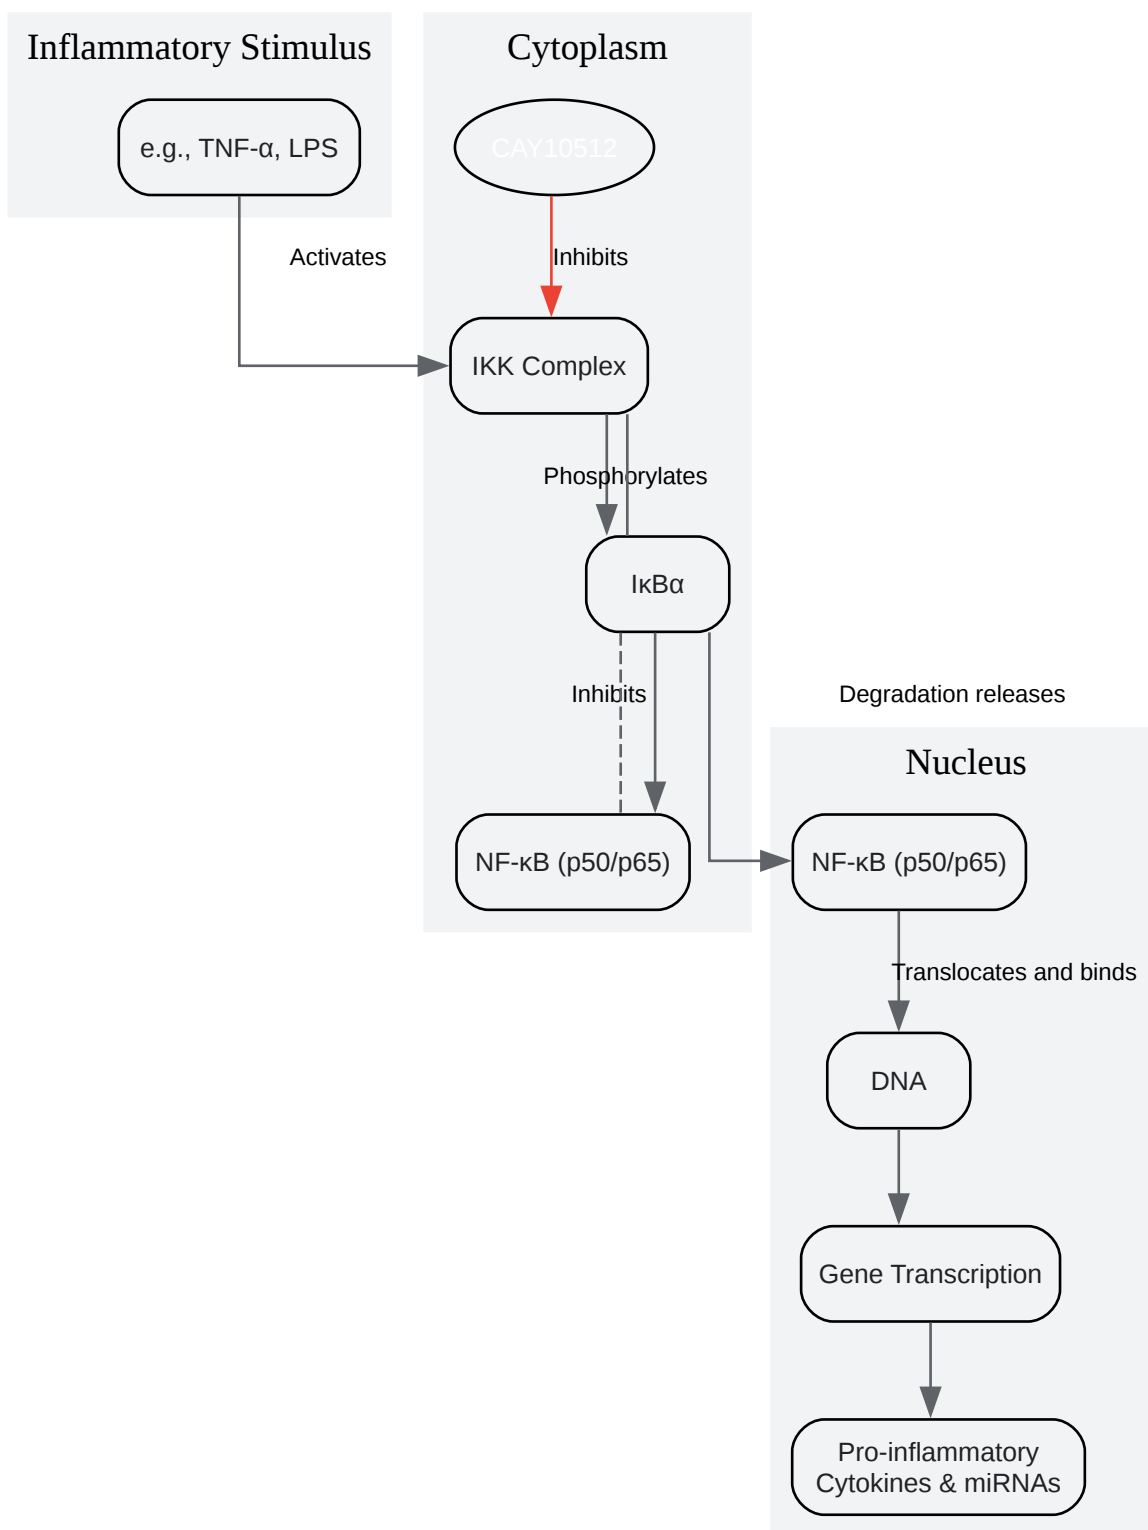 Inflammatory Stimulus
Cytoplasm
e.g., TNF-α, LPS
CAY10512
Activates
Inhibits
IKK Complex
Phosphorylates
IκBα
Inhibits
Degradation releases
Nucleus
NF-κB (p50/p65)
NF-κB (p50/p65)
Translocates and binds
DNA
Gene Transcription
Pro-inflammatory
Cytokines & miRNAs